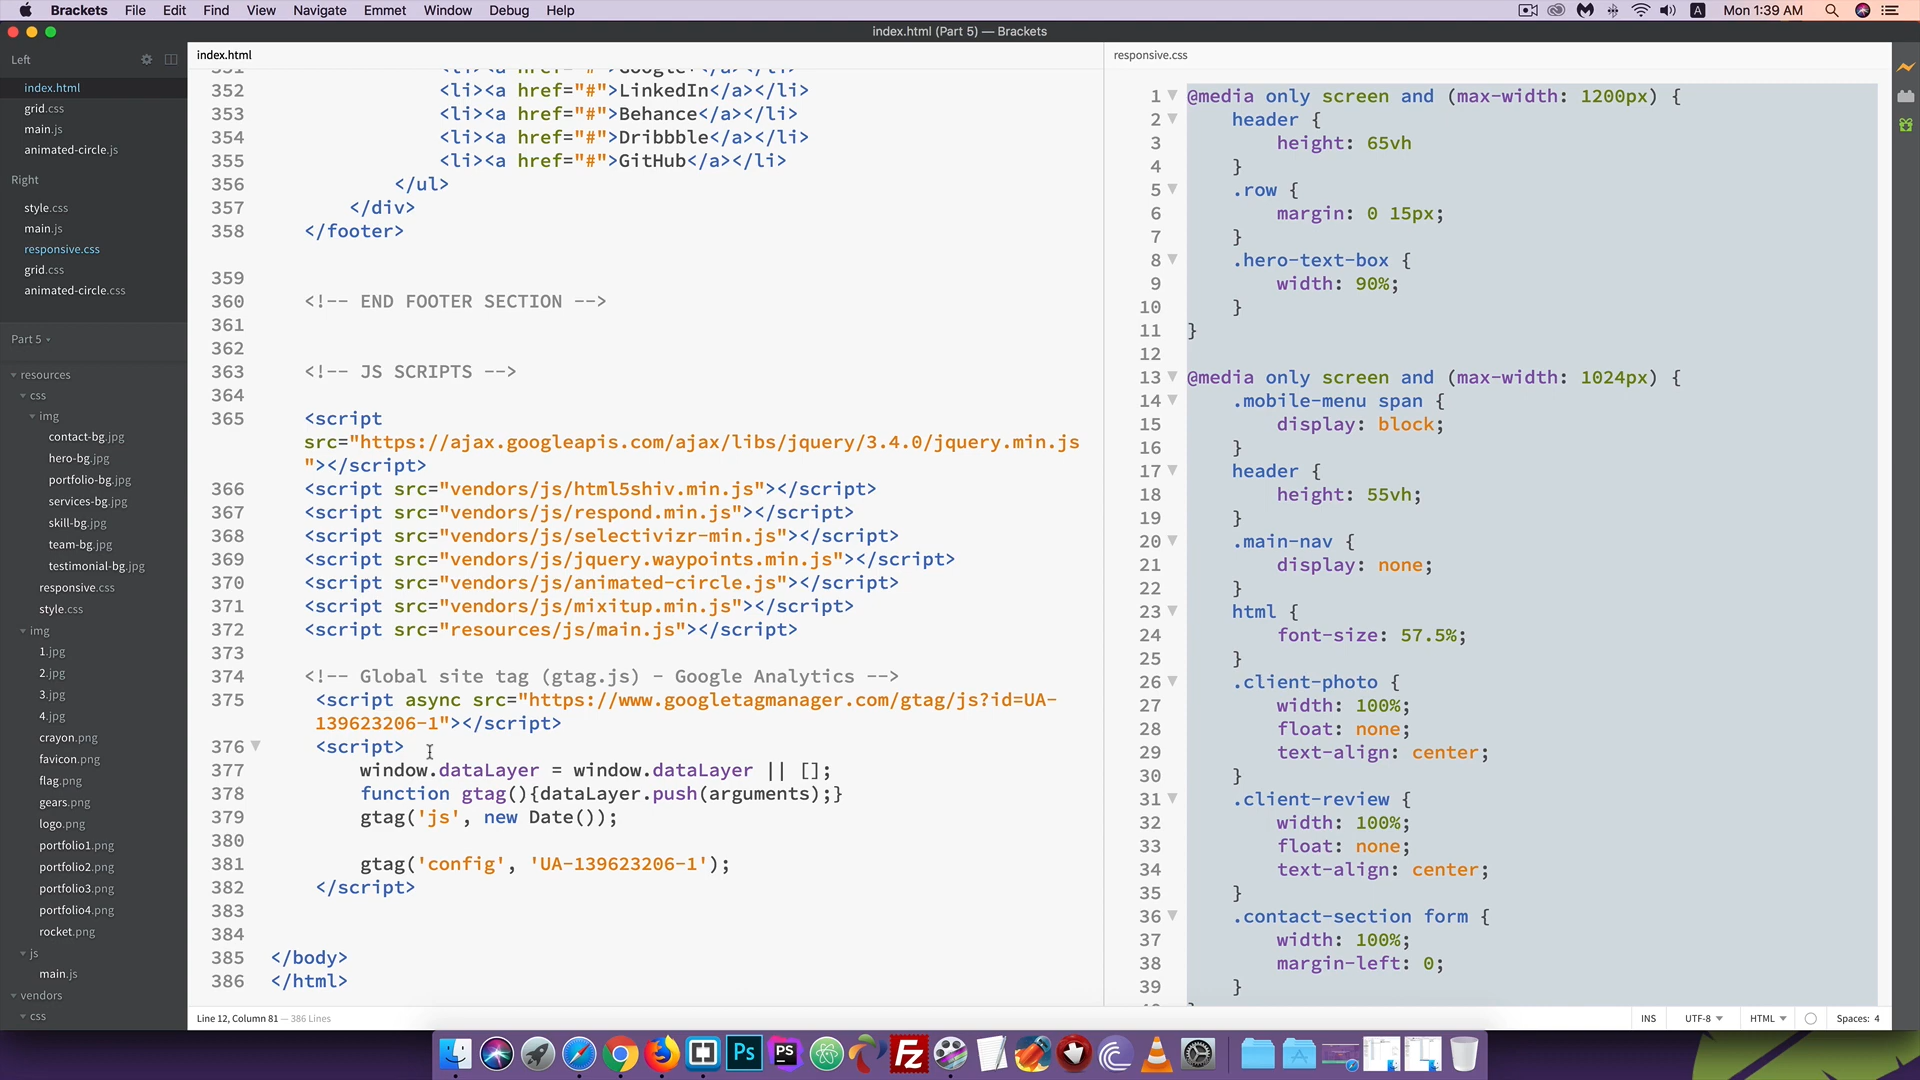 Brackets File Edit Find View Navigate Emmet Window Debug Help
A Mon 1:39 AM
index.html (Part 5) — Brackets
Left
index.html
grid.css
main.js
animated-circle.js
Right
style.css
main.js
responsive.css
grid.css
animated-circle.css
Part 5
resources
css
img
contact-bg.jpg
hero-bg.jpg
portfolio-bg.jpg
services-bg.jpg
skill-bg.jpg
team-bg.jpg
testimonial-bg.jpg
responsive.css
style.css
img
1.jpg
2.jpg
3.jpg
4.jpg
crayon.png
favicon.png
flag.png
gears.png
logo.png
portfolio1.png
portfolio2.png
portfolio3.png
portfolio4.png
rocket.png
js
main.js
vendors
css
index.html
351 <li><a href="#">Google+</a></li>
352 <li><a href="#">LinkedIn</a></li>
353 <li><a href="#">Behance</a></li>
354 <li><a href="#">Dribbble</a></li>
355 <li><a href="#">GitHub</a></li>
356 </ul>
357 </div>
358 </footer>
359
360 <!-- END FOOTER SECTION -->
361
362
363 <!-- JS SCRIPTS -->
364
365 <script
src="https://ajax.googleapis.com/ajax/libs/jquery/3.4.0/jquery.min.js
"></script>
366 <script src="vendors/js/html5shiv.min.js"></script>
367 <script src="vendors/js/respond.min.js"></script>
368 <script src="vendors/js/selectivizr-min.js"></script>
369 <script src="vendors/js/jquery.waypoints.min.js"></script>
370 <script src="vendors/js/animated-circle.js"></script>
371 <script src="vendors/js/mixitup.min.js"></script>
372 <script src="resources/js/main.js"></script>
373
374 <!-- Global site tag (gtag.js) - Google Analytics -->
375 <script async src="https://www.googletagmanager.com/gtag/js?id=UA-
139623206-1"></script>
376 <script>
377 window.dataLayer = window.dataLayer || [];
378 function gtag(){dataLayer.push(arguments);}
379 gtag('js', new Date());
380
381 gtag('config', 'UA-139623206-1');
382 </script>
383
384
385 </body>
386 </html>
responsive.css
1 @media only screen and (max-width: 1200px) {
2 header {
3 height: 65vh
4 }
5 .row {
6 margin: 0 15px;
7 }
8 .hero-text-box {
9 width: 90%;
10 }
11 }
12
13 @media only screen and (max-width: 1024px) {
14 .mobile-menu span {
15 display: block;
16 }
17 header {
18 height: 55vh;
19 }
20 .main-nav {
21 display: none;
22 }
23 html {
24 font-size: 57.5%;
25 }
26 .client-photo {
27 width: 100%;
28 float: none;
29 text-align: center;
30 }
31 .client-review {
32 width: 100%;
33 float: none;
34 text-align: center;
35 }
36 .contact-section form {
37 width: 100%;
38 margin-left: 0;
39 }
Line 12, Column 81 — 386 Lines
INS UTF-8 HTML Spaces: 4
Ps PS Fz